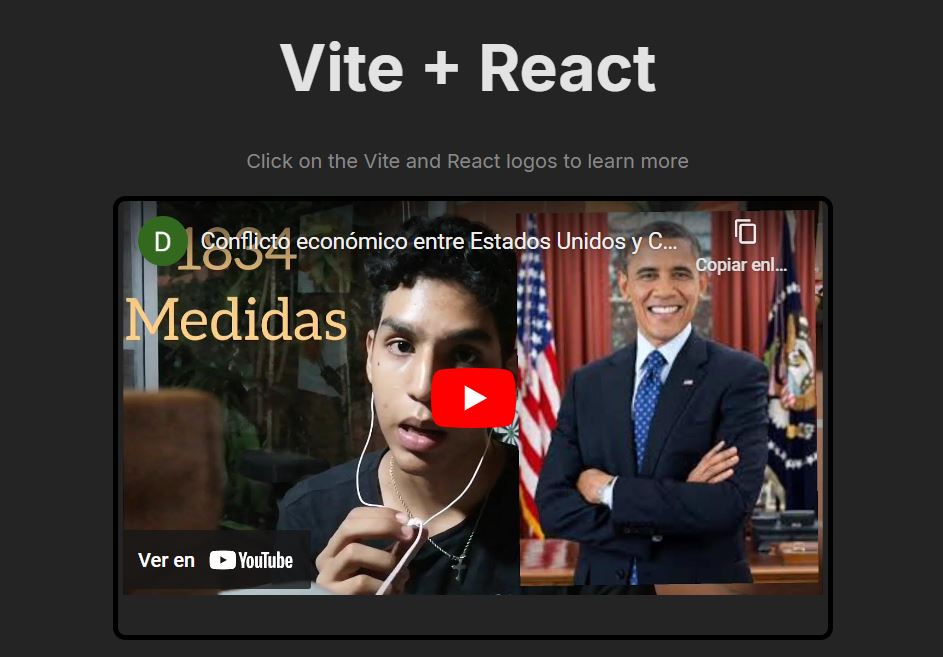 Vite + React
Click on the Vite and React logos to learn more
D
Conflicto económico entre Estados Unidos y C...
Copiar enl...
1834
Medidas
Ver en YouTube